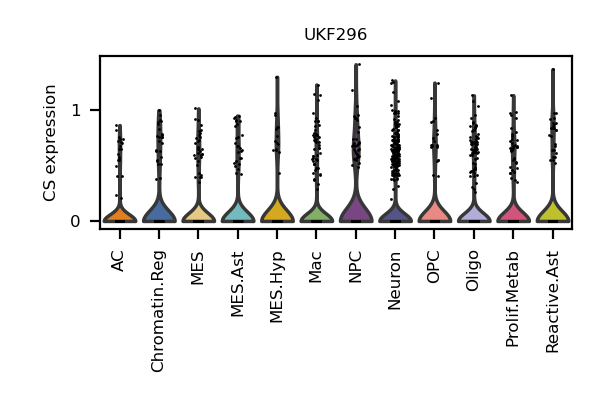 UKF296
CS expression
1
0
AC
Chromatin.Reg
MES
MES.Ast
MES.Hyp
Mac
NPC
Neuron
OPC
Oligo
Prolif.Metab
Reactive.Ast